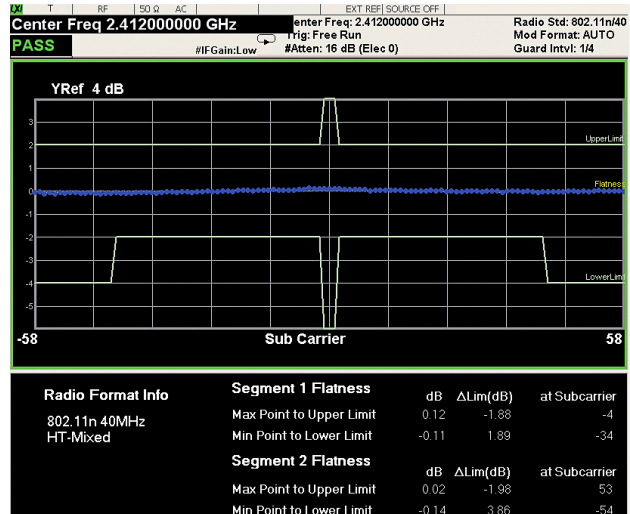 LXI T RF 50 Ω AC EXT REF SOURCE OFF
Center Freq 2.412000000 GHz
enter Freq: 2.412000000 GHz
Radio Std: 802.11n/40
PASS
Trig: Free Run
Mod Format: AUTO
#IFGain:Low
#Atten: 16 dB (Elec 0)
Guard Intvl: 1/4
YRef 4 dB
3
UpperLimit
2
1
Flatness
0
-1
-2
-3
LowerLim
-4
-5
-58 Sub Carrier 58
Radio Format Info
802.11n 40MHz
HT-Mixed
Segment 1 Flatness
dB ΔLim(dB) at Subcarrier
Max Point to Upper Limit 0.12 -1.88 -4
Min Point to Lower Limit -0.11 1.89 -34
Segment 2 Flatness
dB ΔLim(dB) at Subcarrier
Max Point to Upper Limit 0.02 -1.98 53
Min Point to Lower Limit -0.14 3.86 -54